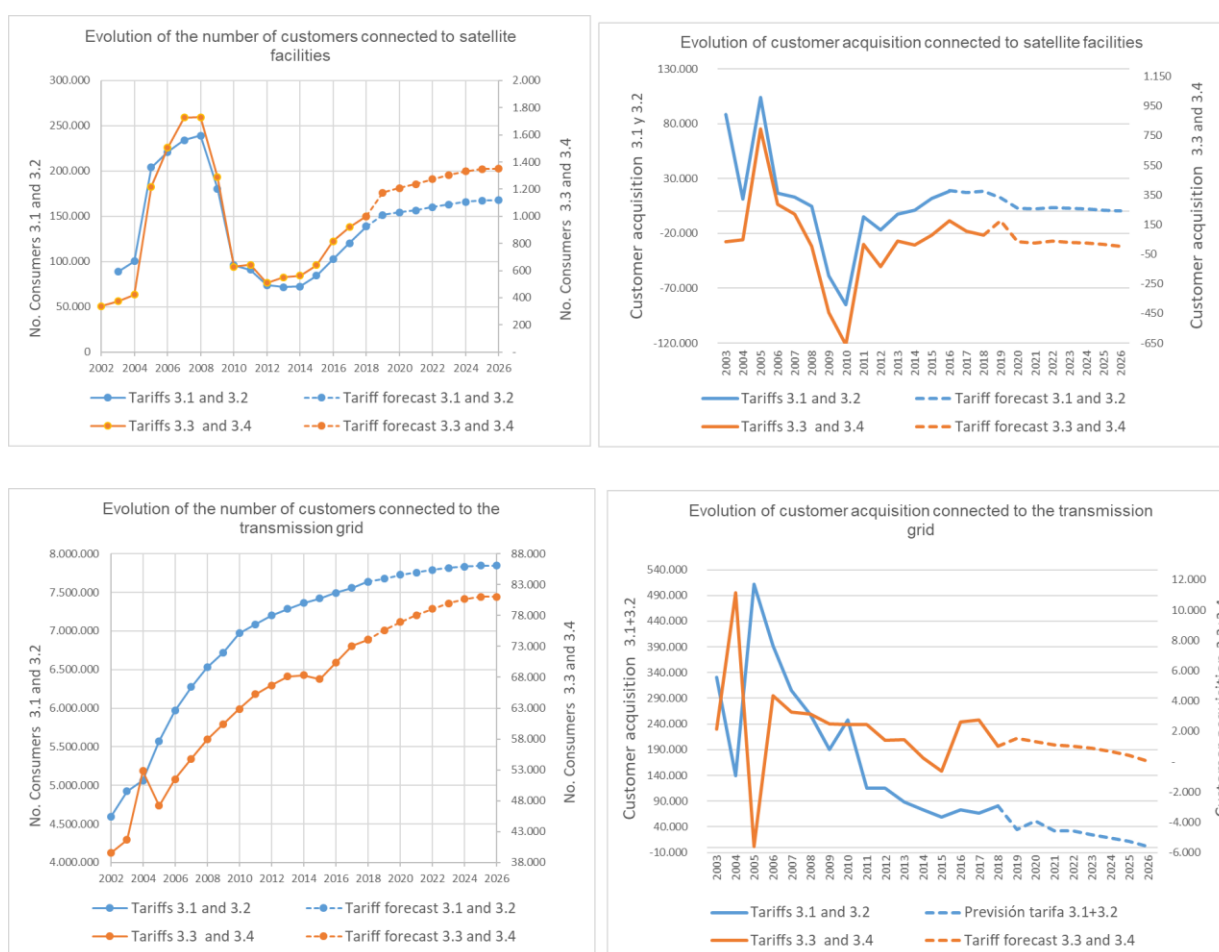 Evolution of the number of customers connected to satellite
facilities
No. Consumers 3.1 and 3.2
300.000
250.000
200.000
150.000
100.000
50.000
0
2.000
1.800
1.600
1.400
1.200
1.000
800
600
400
200
-
No. Consumers 3.3 and 3.4
2002 2004 2006 2008 2010 2012 2014 2016 2018 2020 2022 2024 2026
Tariffs 3.1 and 3.2
Tariff forecast 3.1 and 3.2
Tariffs 3.3 and 3.4
Tariff forecast 3.3 and 3.4
Evolution of customer acquisition connected to satellite facilities
Customer acquisition 3.1 y 3.2
130.000
80.000
30.000
-20.000
-70.000
-120.000
1.150
950
750
550
350
150
-50
-250
-450
-650
Customer acquisition 3.3 and 3.4
2003 2004 2005 2006 2007 2008 2009 2010 2011 2012 2013 2014 2015 2016 2017 2018 2019 2020 2021 2022 2023 2024 2025 2026
Tariffs 3.1 and 3.2
Tariff forecast 3.1 and 3.2
Tariffs 3.3 and 3.4
Tariff forecast 3.3 and 3.4
Evolution of the number of customers connected to the
transmission grid
No. Consumers 3.1 and 3.2
8.000.000
7.500.000
7.000.000
6.500.000
6.000.000
5.500.000
5.000.000
4.500.000
4.000.000
88.000
83.000
78.000
73.000
68.000
63.000
58.000
53.000
48.000
43.000
38.000
No. Consumers 3.3 and 3.4
2002 2004 2006 2008 2010 2012 2014 2016 2018 2020 2022 2024 2026
Tariffs 3.1 and 3.2
Tariff forecast 3.1 and 3.2
Tariffs 3.3 and 3.4
Tariff forecast 3.3 and 3.4
Evolution of customer acquisition connected to the transmission
grid
Customer acquisition 3.1+3.2
540.000
490.000
440.000
390.000
340.000
290.000
240.000
190.000
140.000
90.000
40.000
-10.000
12.000
10.000
8.000
6.000
4.000
2.000
-
-2.000
-4.000
-6.000
2003 2004 2005 2006 2007 2008 2009 2010 2011 2012 2013 2014 2015 2016 2017 2018 2019 2020 2021 2022 2023 2024 2025 2026
Tariffs 3.1 and 3.2
Previsión tarifa 3.1+3.2
Tariffs 3.3 and 3.4
Tariff forecast 3.3 and 3.4